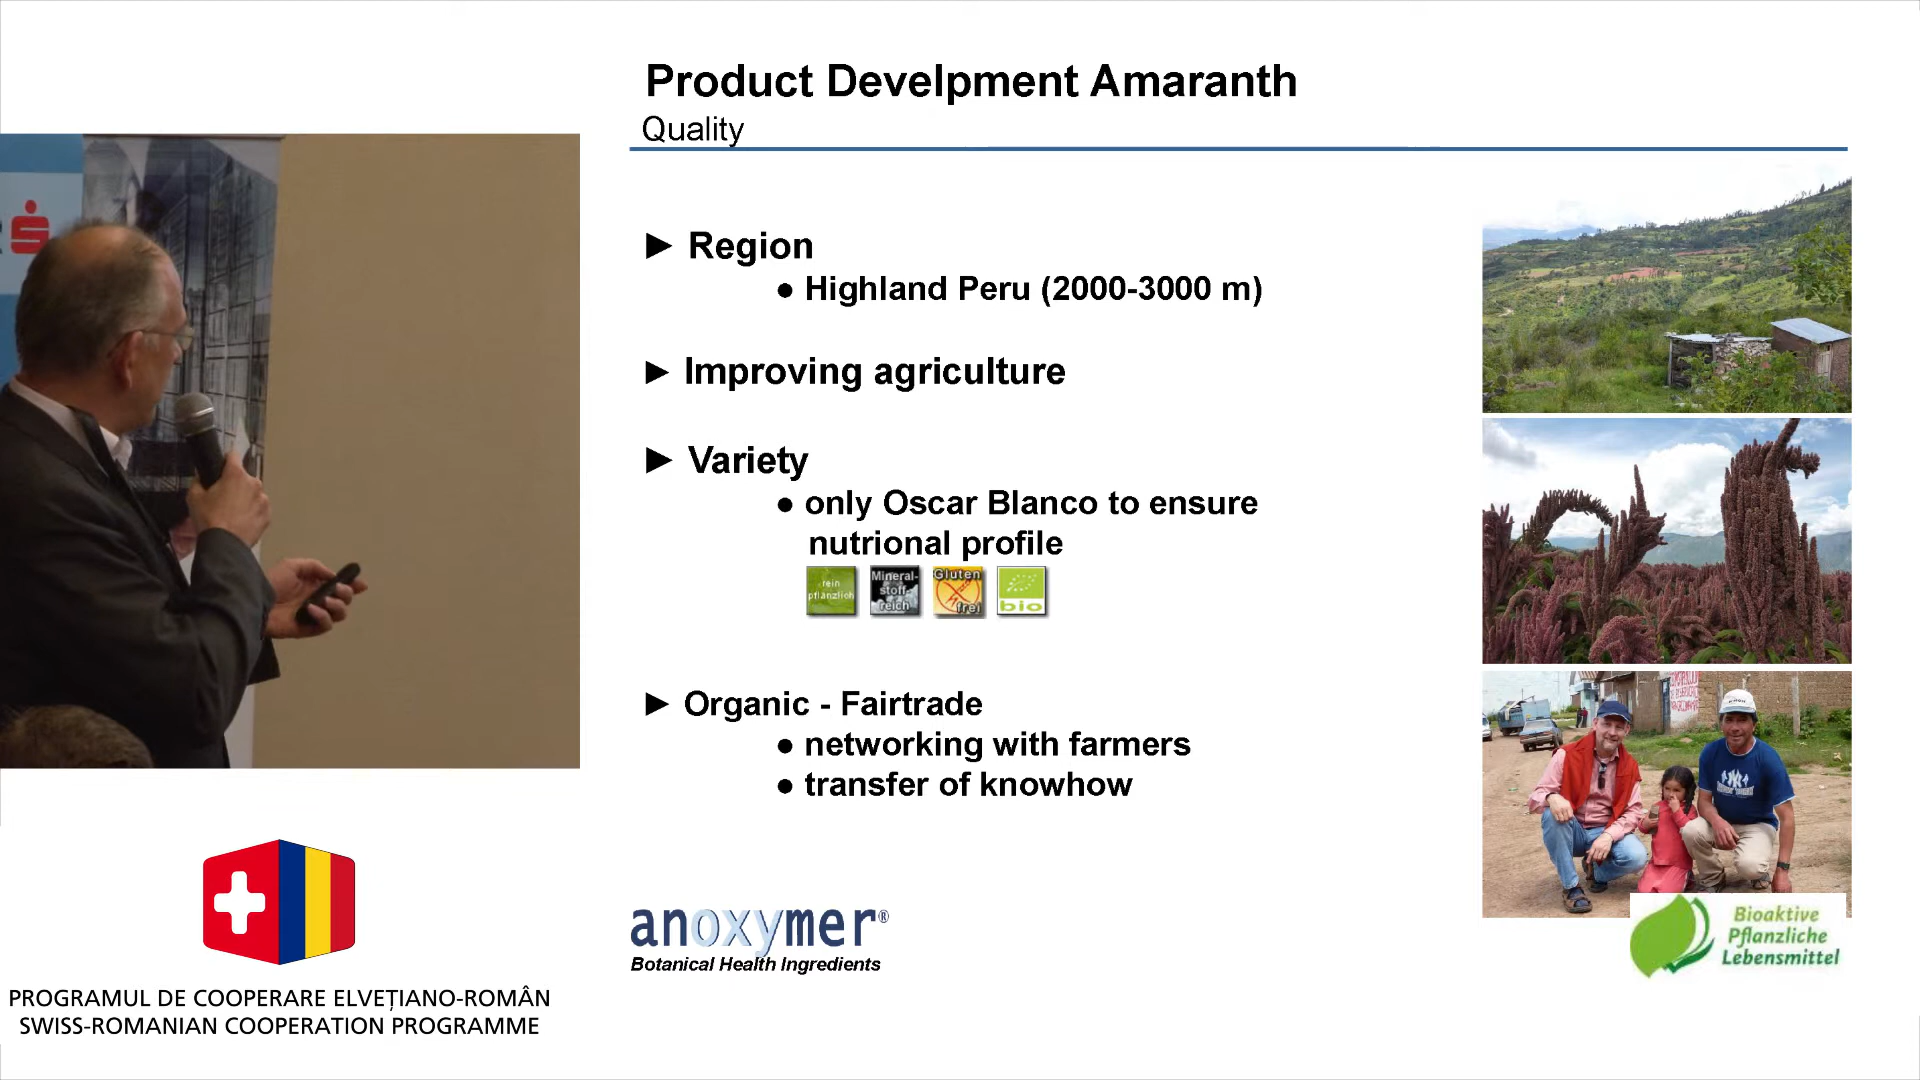 Product Develpment Amaranth
Quality
► Region
● Highland Peru (2000-3000 m)
► Improving agriculture
► Variety
● only Oscar Blanco to ensure
nutrional profile
rein
pflanzlich
Mineral-
stoff
reich
Gluten
frei
bio
► Organic - Fairtrade
● networking with farmers
● transfer of knowhow
anoxymer®
Botanical Health Ingredients
Bioaktive
Pflanzliche
Lebensmittel
PROGRAMUL DE COOPERARE ELVEȚIANO-ROMÂN
SWISS-ROMANIAN COOPERATION PROGRAMME